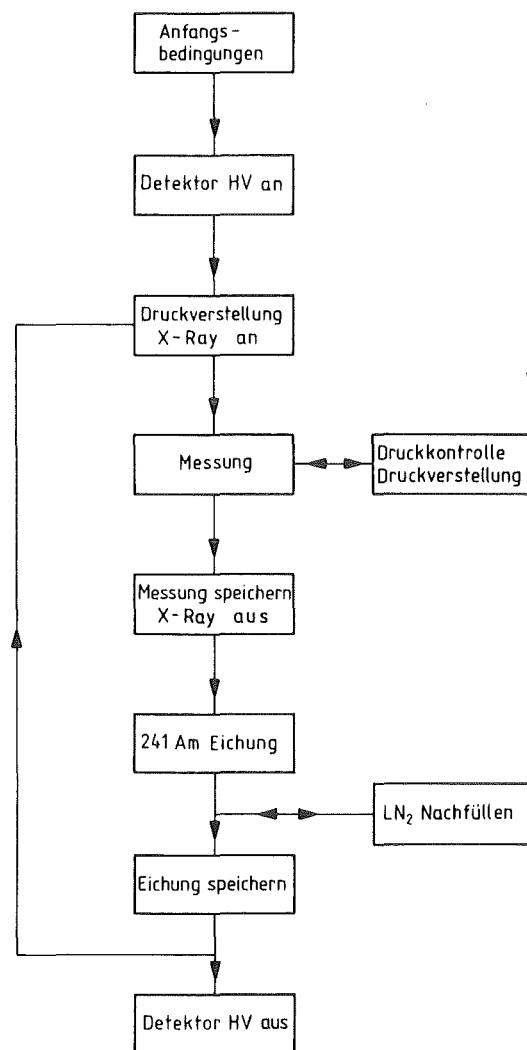 Anfangs-
bedingungen
Detektor HV an
Druckverstellung
X-Ray an
Messung
Druckkontrolle
Druckverstellung
Messung speichern
X-Ray aus
241 Am Eichung
LN₂ Nachfüllen
Eichung speichern
Detektor HV aus